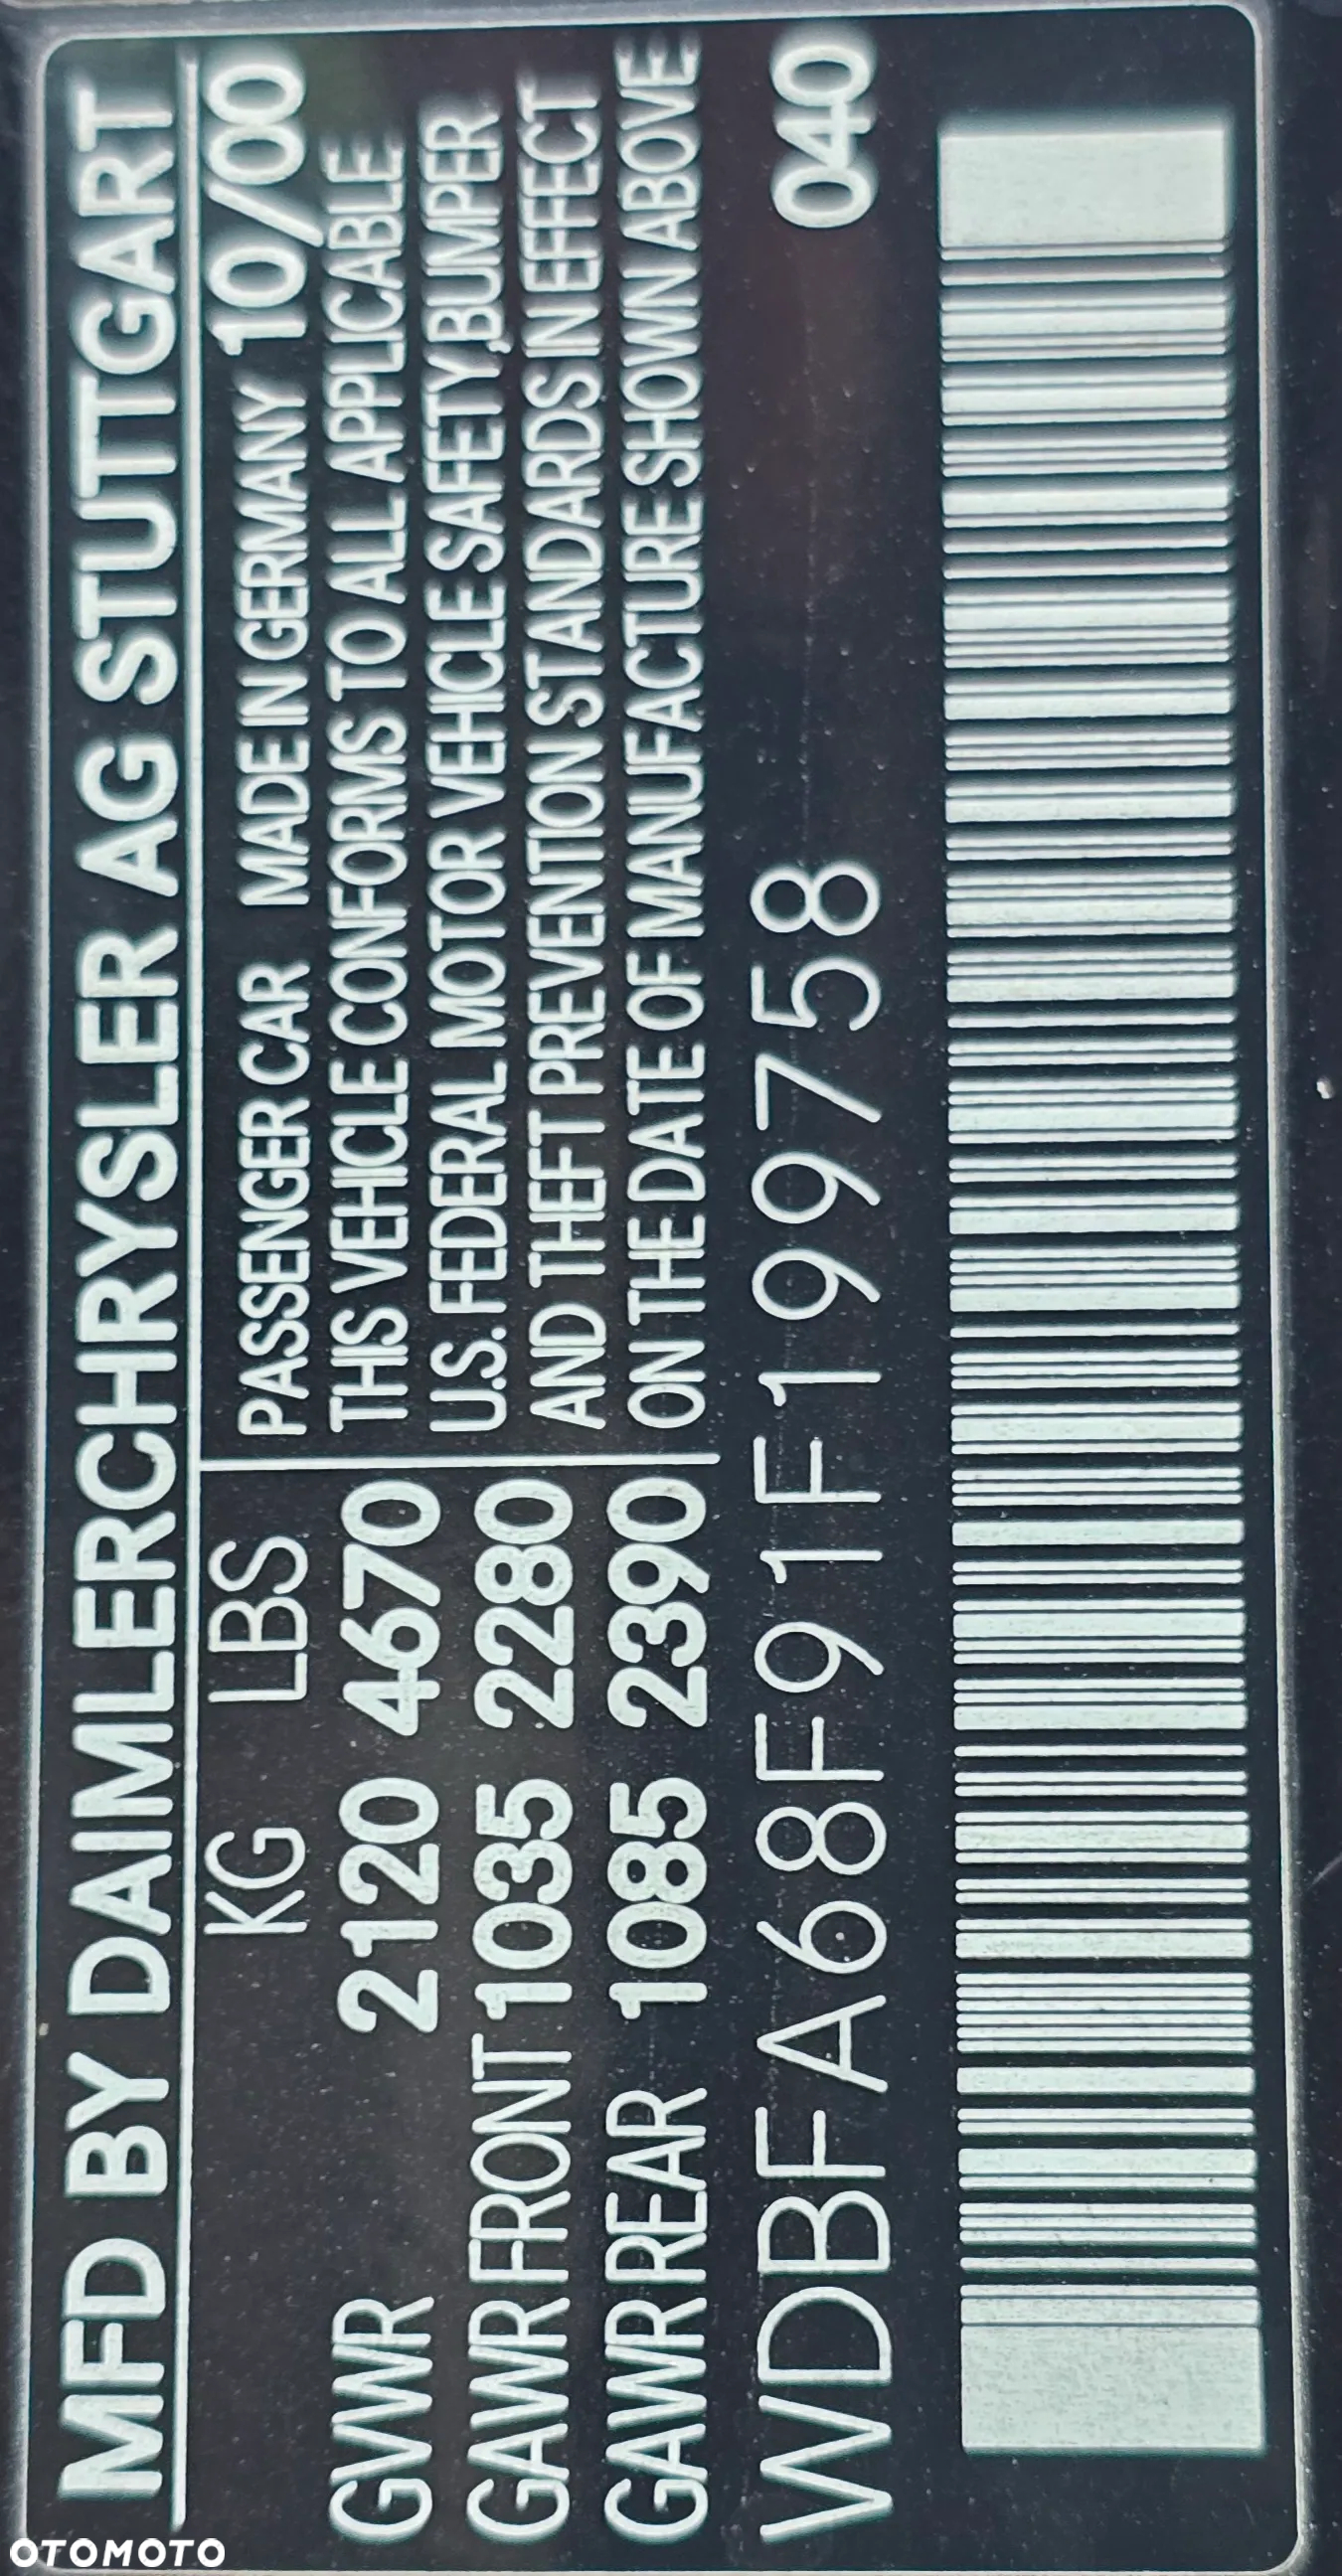 MFD BY DAIMLERCHRYSLER AG STUTTGART
KG LBS
GVWR 2120 4670
GAWR FRONT 1035 2280
GAWR REAR 1085 2390
PASSENGER CAR MADE IN GERMANY 10/00
THIS VEHICLE CONFORMS TO ALL APPLICABLE
U.S. FEDERAL MOTOR VEHICLE SAFETY,BUMPER
AND THEFT PREVENTION STANDARDS IN EFFECT
ON THE DATE OF MANUFACTURE SHOWN ABOVE
WDBFA68F91F199758 040
OTOMOTO